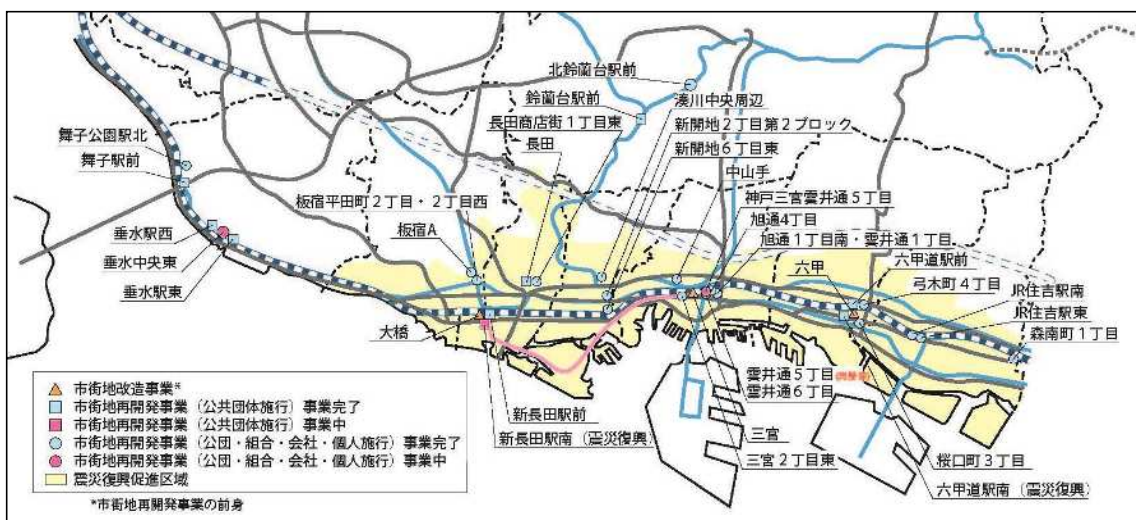 北鈴蘭台駅前
鈴蘭台駅前
湊川中央周辺
長田商店街1丁目東
新開地2丁目第2ブロック
新開地6丁目東
長田
中山手
舞子公園駅北
舞子駅前
神戸三宮雲井通5丁目
板宿平田町2丁目・2丁目西
旭通4丁目
旭通1丁目南・雲井通1丁目
板宿A
垂水駅西
垂水中央東
垂水駅東
六甲
六甲道駅前
弓木町4丁目
JR住吉駅南
JR住吉駅東
森南町1丁目
大橋
雲井通5丁目
雲井通6丁目
新長田駅前
新長田駅南(震災復興)
三宮
三宮2丁目東
桜口町3丁目
六甲道駅南(震災復興)
市街地改造事業*
市街地再開発事業(公共団体施行)事業完了
市街地再開発事業(公共団体施行)事業中
市街地再開発事業(公団・組合・会社・個人施行)事業完了
市街地再開発事業(公団・組合・会社・個人施行)事業中
震災復興促進区域
*市街地再開発事業の前身